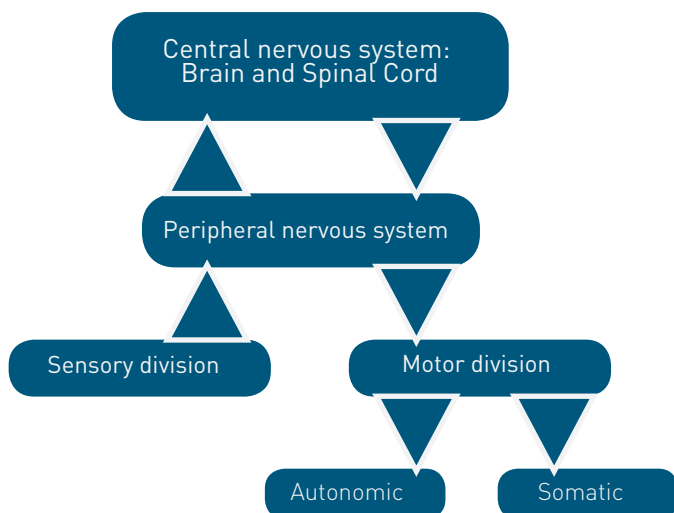 Central nervous system:
Brain and Spinal Cord
Peripheral nervous system
Sensory division
Motor division
Autonomic
Somatic